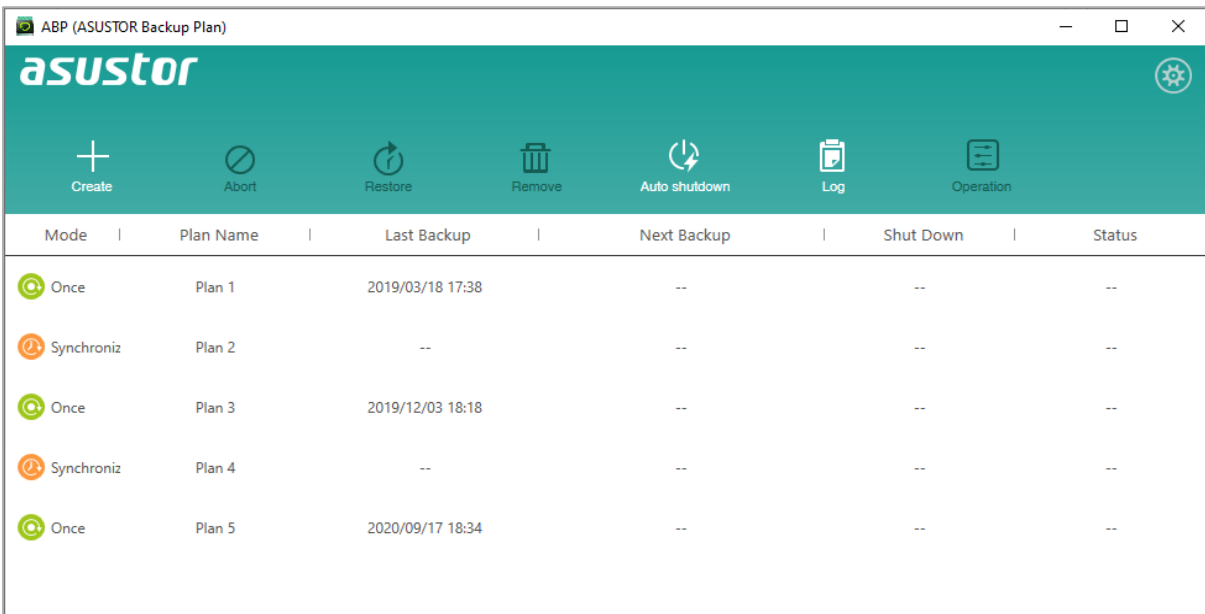 ABP (ASUSTOR Backup Plan)
asustor
Create Abort Restore Remove Auto shutdown Log Operation
Mode Plan Name Last Backup Next Backup Shut Down Status
Once Plan 1 2019/03/18 17:38 -- -- --
Synchroniz Plan 2 -- -- -- --
Once Plan 3 2019/12/03 18:18 -- -- --
Synchroniz Plan 4 -- -- -- --
Once Plan 5 2020/09/17 18:34 -- -- --